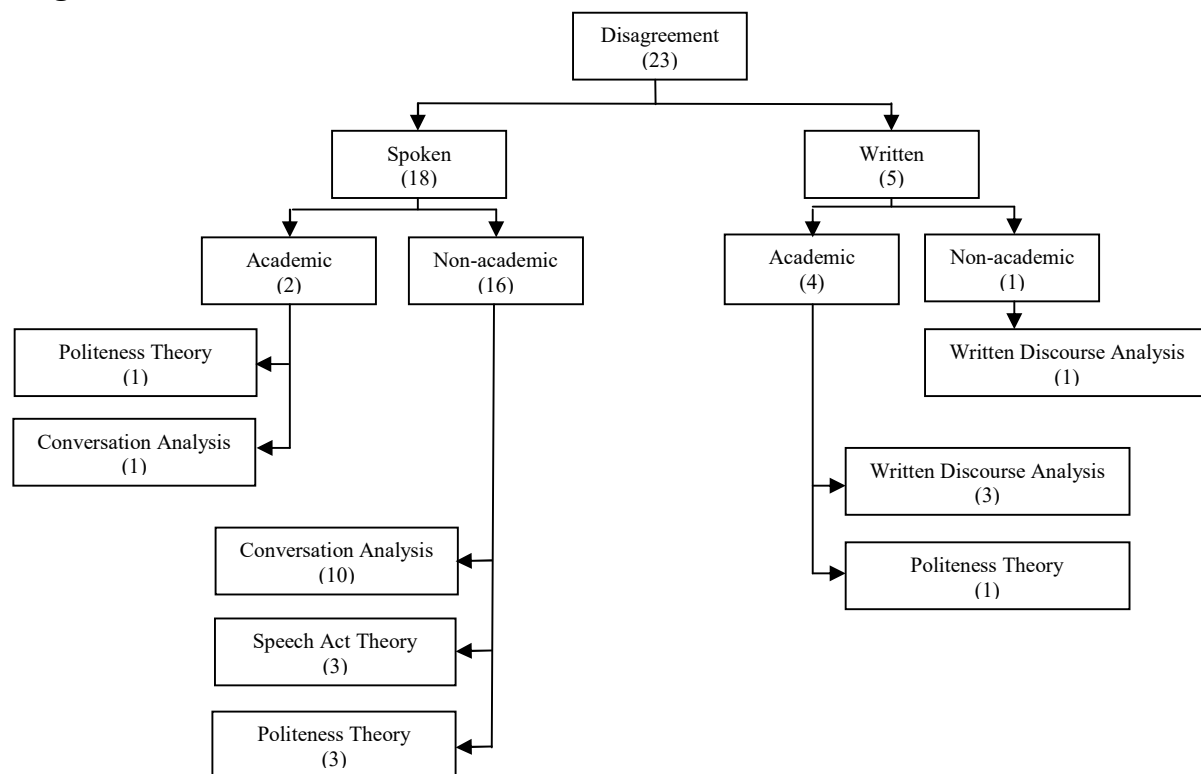 Disagreement
(23)
Spoken
(18)
Written
(5)
Academic
(2)
Non-academic
(16)
Academic
(4)
Non-academic
(1)
Politeness Theory
(1)
Written Discourse Analysis
(1)
Conversation Analysis
(1)
Written Discourse Analysis
(3)
Conversation Analysis
(10)
Politeness Theory
(1)
Speech Act Theory
(3)
Politeness Theory
(3)